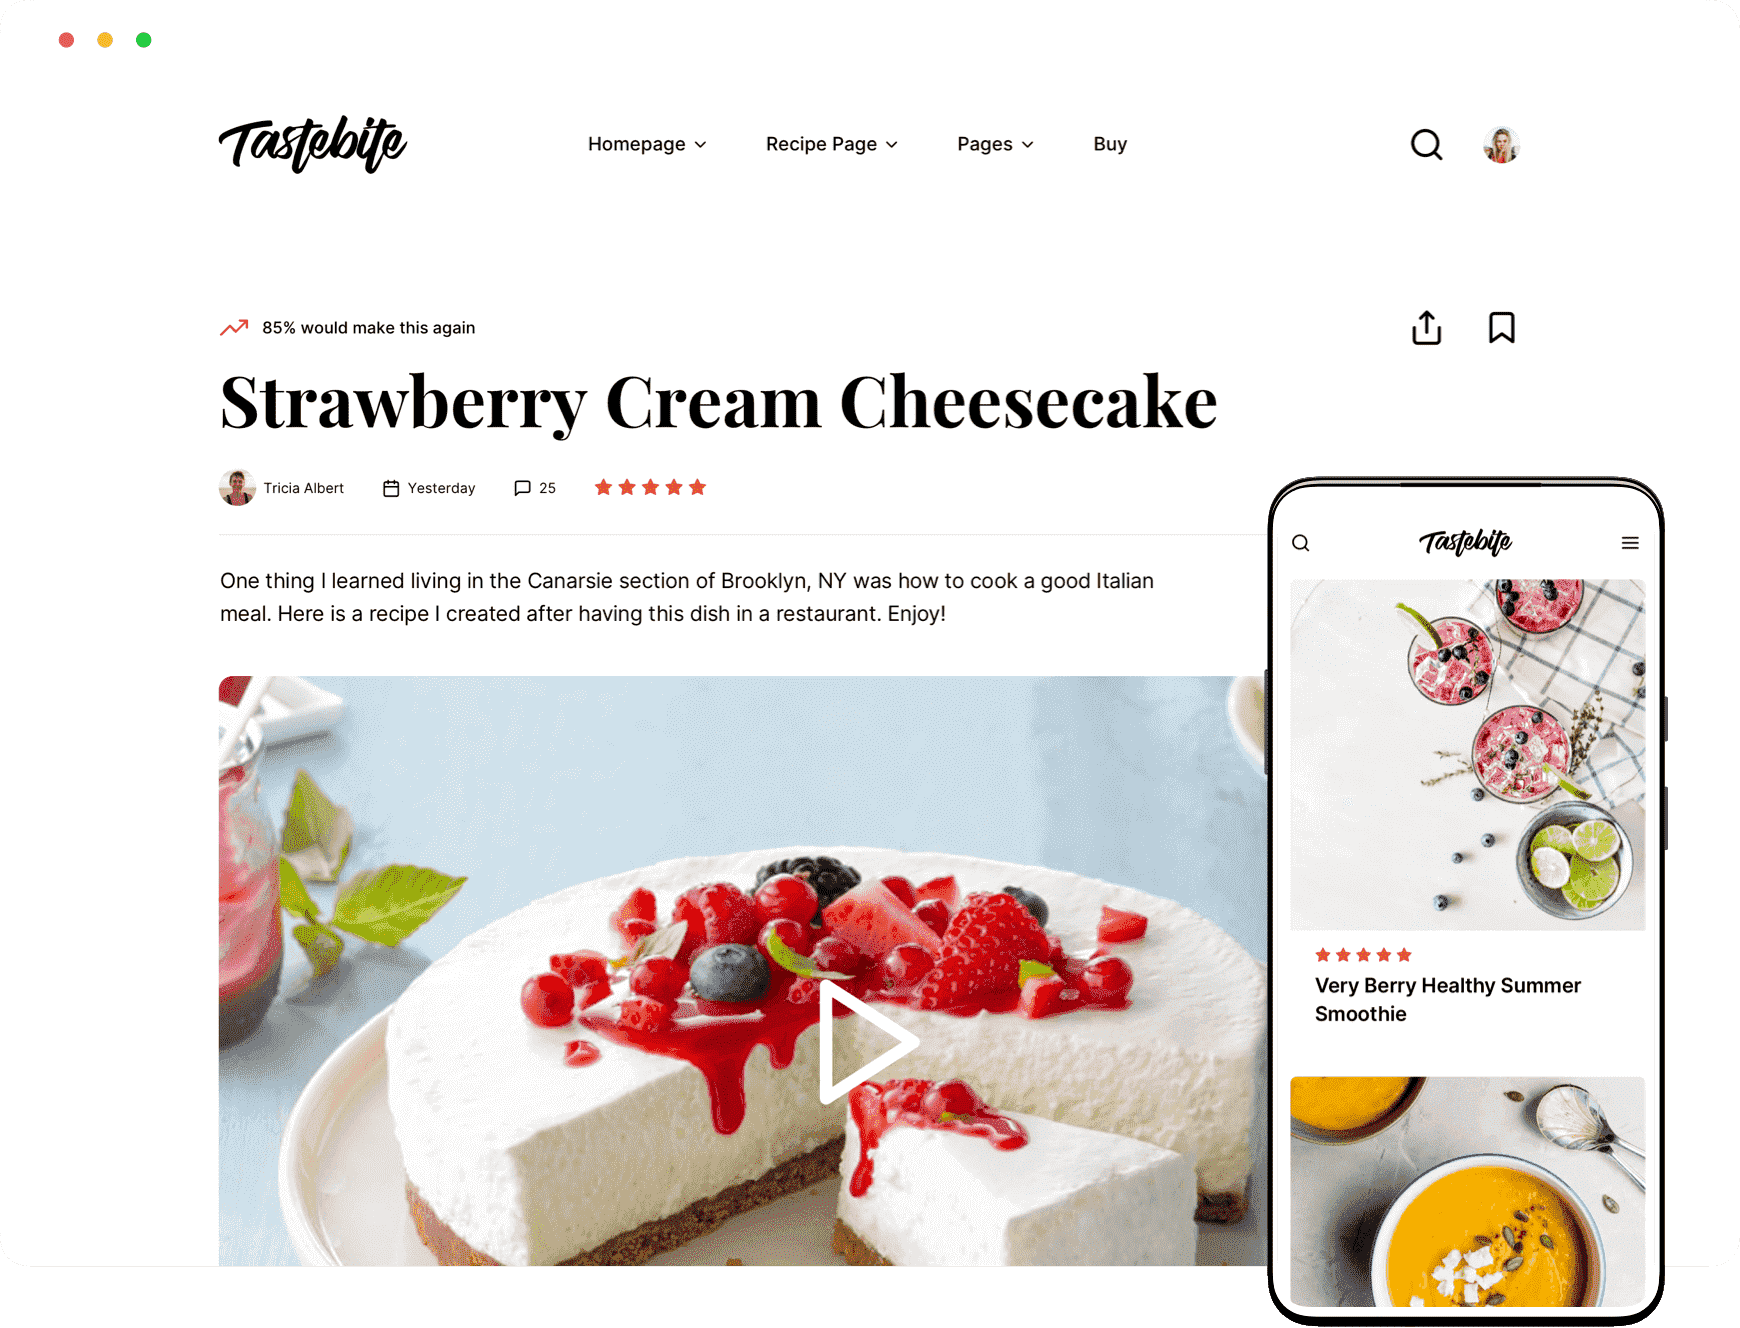 Tastebite
Homepage
Recipe Page
Pages
Buy
85% would make this again
Strawberry Cream Cheesecake
Tricia Albert
Yesterday
25
One thing I learned living in the Canarsie section of Brooklyn, NY was how to cook a good Italian
meal. Here is a recipe I created after having this dish in a restaurant. Enjoy!
Tastebite
Very Berry Healthy Summer
Smoothie